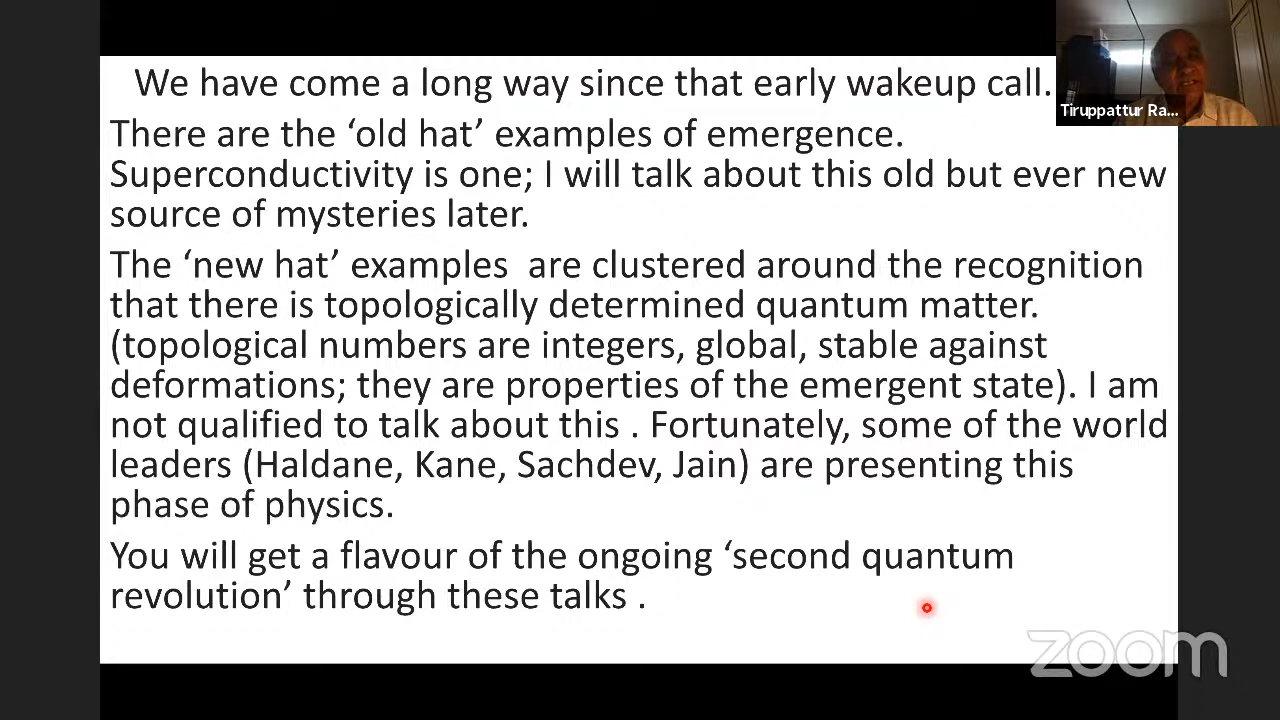 We have come a long way since that early wakeup call.
Tiruppattur Ra...
There are the ‘old hat’ examples of emergence.
Superconductivity is one; I will talk about this old but ever new
source of mysteries later.
The ‘new hat’ examples  are clustered around the recognition
that there is topologically determined quantum matter.
(topological numbers are integers, global, stable against
deformations; they are properties of the emergent state). I am
not qualified to talk about this . Fortunately, some of the world
leaders (Haldane, Kane, Sachdev, Jain) are presenting this
phase of physics.
You will get a flavour of the ongoing ‘second quantum
revolution’ through these talks .
zoom